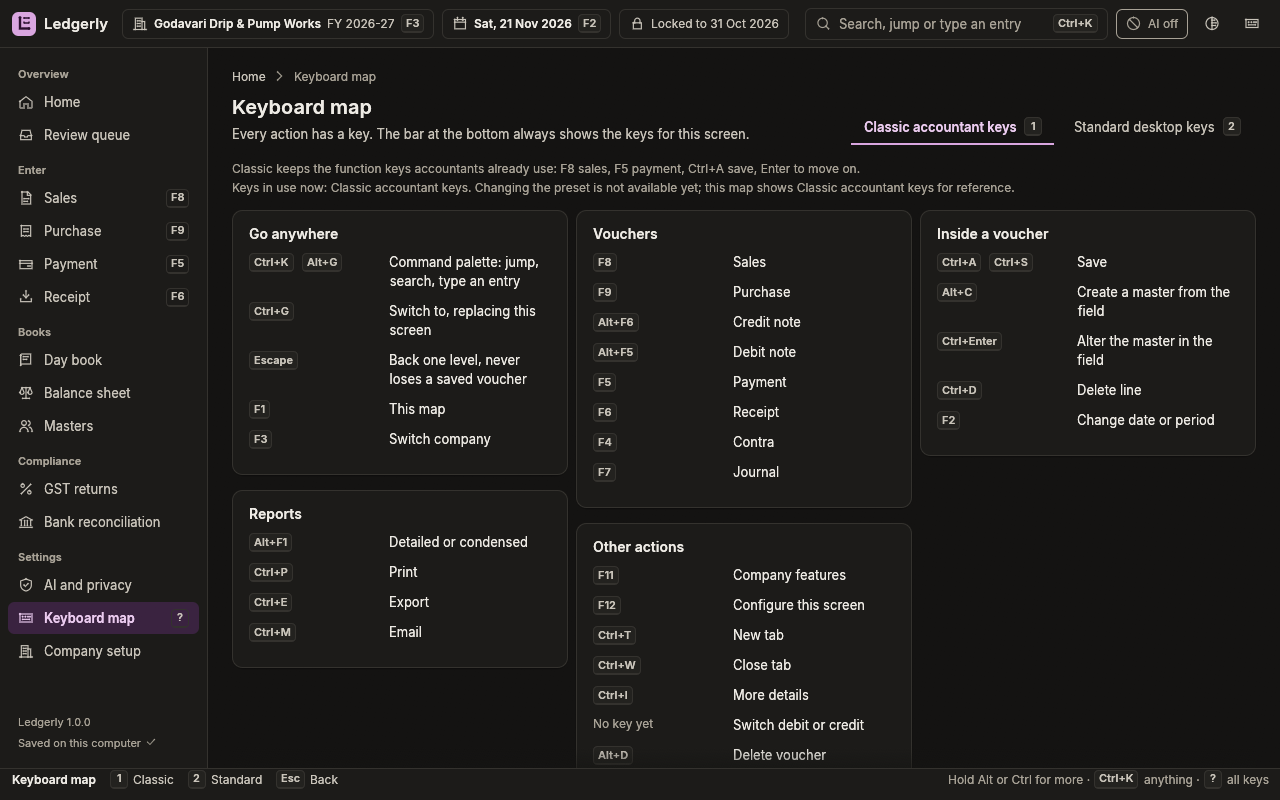 Ledgerly
Godavari Drip & Pump Works FY 2026-27 F3
Sat, 21 Nov 2026 F2
Locked to 31 Oct 2026
Search, jump or type an entry Ctrl+K
AI off
Overview
Home
Review queue
Enter
Sales F8
Purchase F9
Payment F5
Receipt F6
Books
Day book
Balance sheet
Masters
Compliance
GST returns
Bank reconciliation
Settings
AI and privacy
Keyboard map ?
Company setup
Ledgerly 1.0.0
Saved on this computer
Home > Keyboard map
Keyboard map
Every action has a key. The bar at the bottom always shows the keys for this screen.
Classic accountant keys 1
Standard desktop keys 2
Classic keeps the function keys accountants already use: F8 sales, F5 payment, Ctrl+A save, Enter to move on.
Keys in use now: Classic accountant keys. Changing the preset is not available yet; this map shows Classic accountant keys for reference.
Go anywhere
Ctrl+K Alt+G Command palette: jump,
search, type an entry
Ctrl+G Switch to, replacing this
screen
Escape Back one level, never
loses a saved voucher
F1 This map
F3 Switch company
Reports
Alt+F1 Detailed or condensed
Ctrl+P Print
Ctrl+E Export
Ctrl+M Email
Vouchers
F8 Sales
F9 Purchase
Alt+F6 Credit note
Alt+F5 Debit note
F5 Payment
F6 Receipt
F4 Contra
F7 Journal
Other actions
F11 Company features
F12 Configure this screen
Ctrl+T New tab
Ctrl+W Close tab
Ctrl+I More details
No key yet Switch debit or credit
Alt+D Delete voucher
Inside a voucher
Ctrl+A Ctrl+S Save
Alt+C Create a master from the
field
Ctrl+Enter Alter the master in the
field
Ctrl+D Delete line
F2 Change date or period
Keyboard map 1 Classic 2 Standard Esc Back
Hold Alt or Ctrl for more · Ctrl+K anything · ? all keys